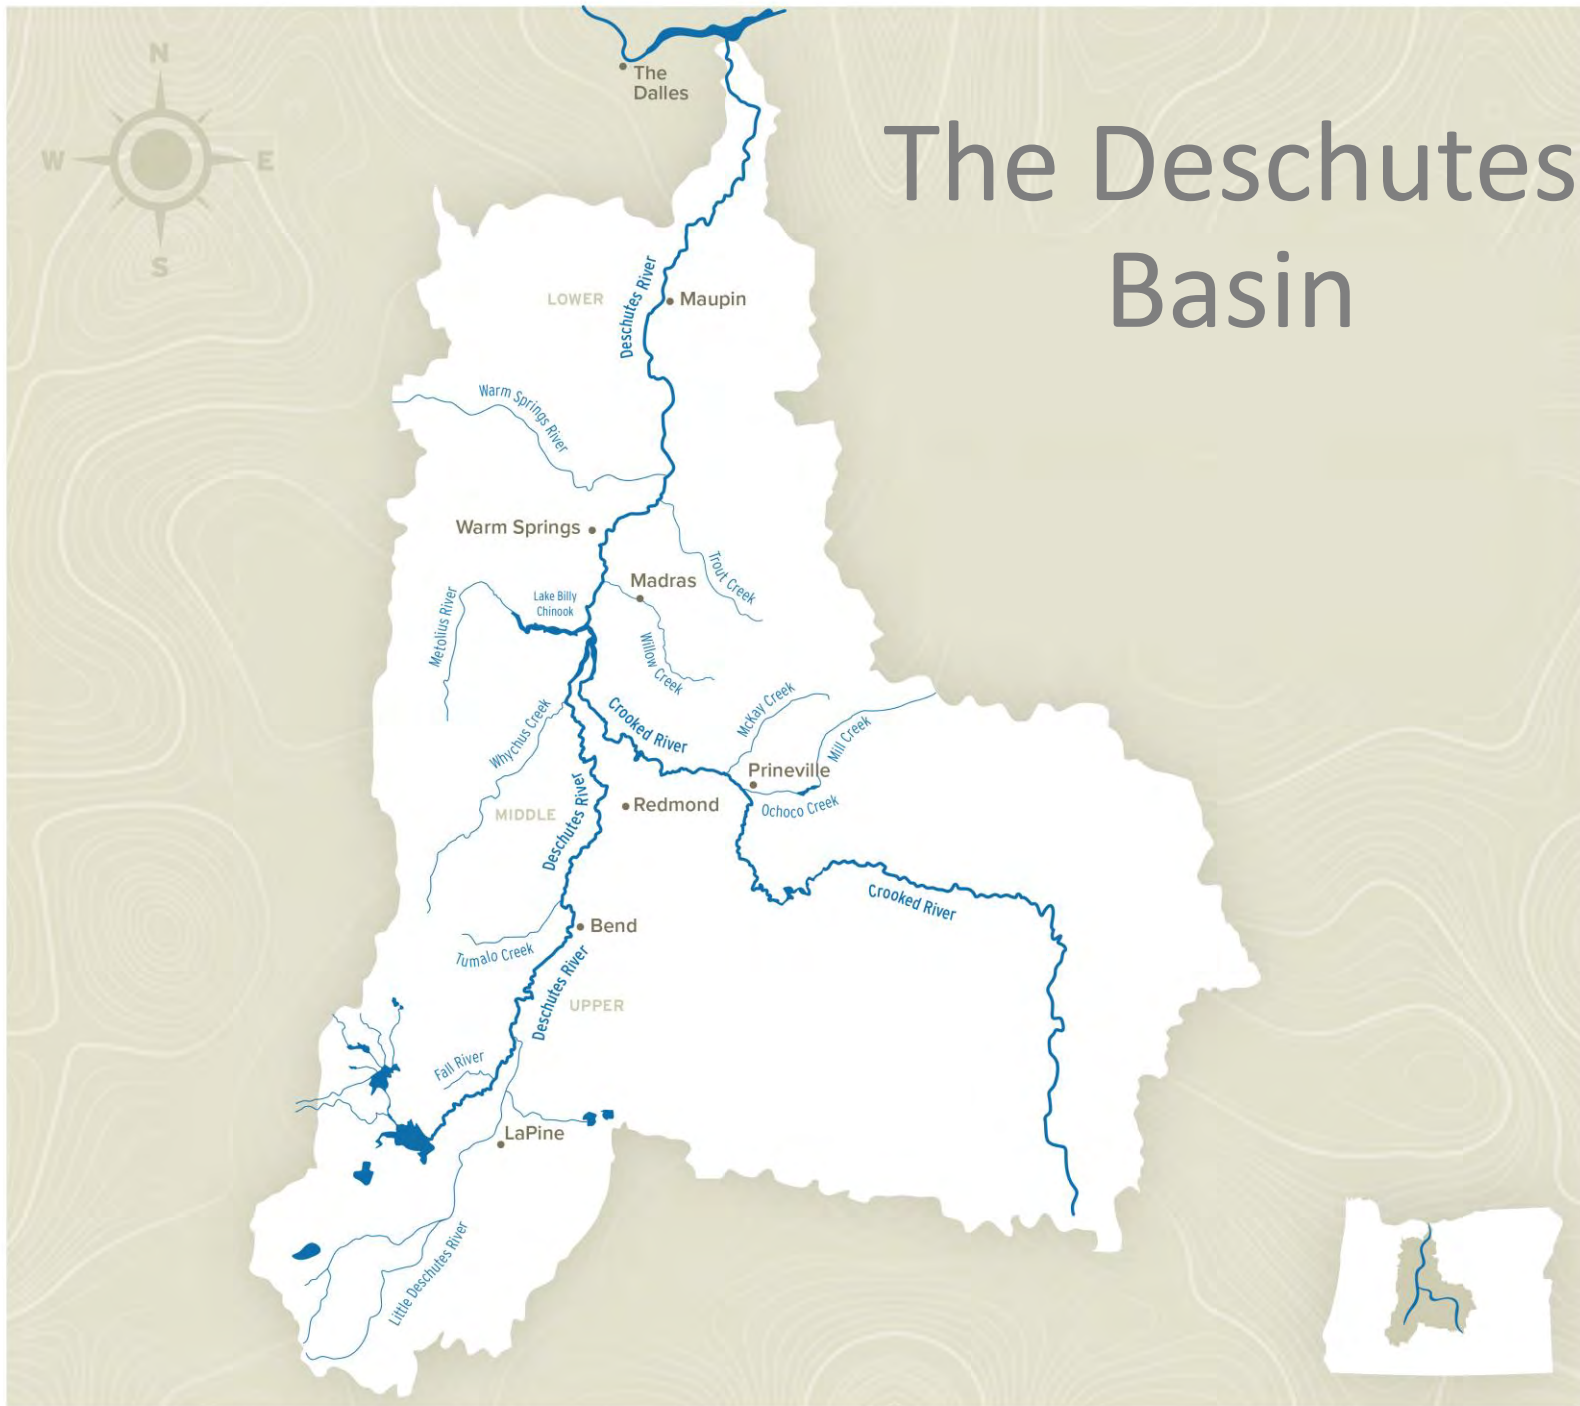 N
W
E
S
The
Dalles
The Deschutes
Basin
LOWER
Deschutes River
Maupin
Warm Springs River
Warm Springs
Trout Creek
Madras
Lake Billy
Chinook
Metolius River
Willow Creek
Whychus Creek
Crooked River
McKay Creek
Mill Creek
Prineville
Ochoco Creek
Redmond
MIDDLE
Deschutes River
Crooked River
Bend
Tumalo Creek
Deschutes River
UPPER
Fall River
LaPine
Little Deschutes River